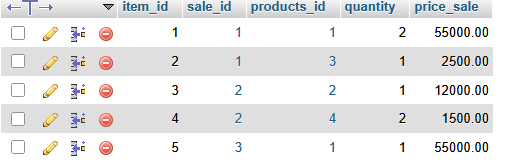 item_id sale_id products_id quantity price_sale
1 1 1 2 55000.00
2 1 3 1 2500.00
3 2 2 1 12000.00
4 2 4 2 1500.00
5 3 1 1 55000.00